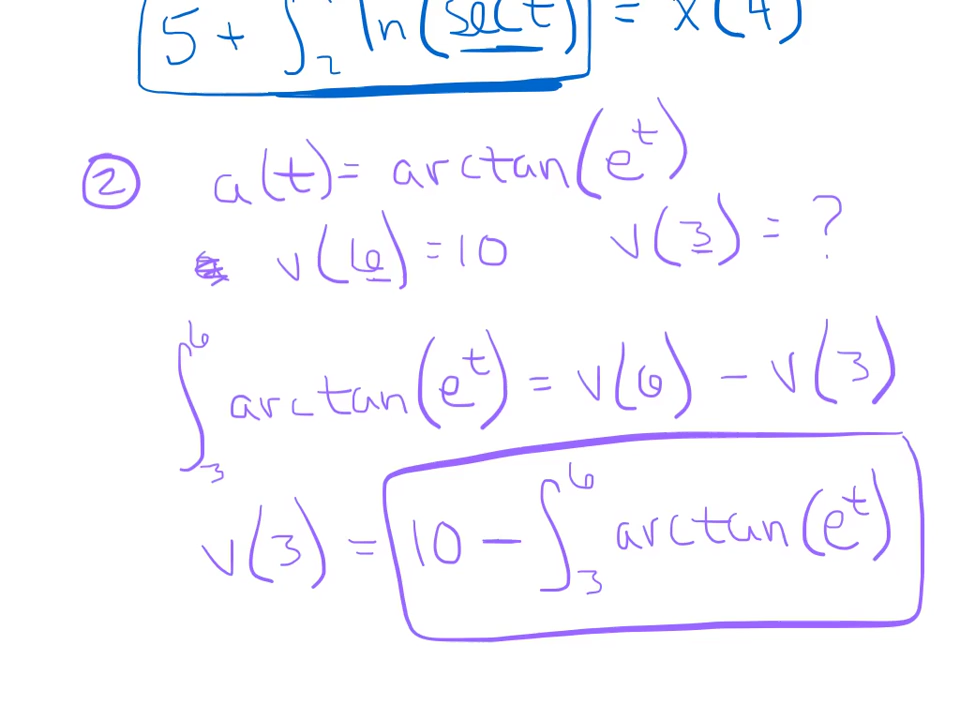 5 + ∫₂ ln(sec t) = x(4)
② a(t) = arctan(eᵗ)
v(6) = 10 v(3) = ?
∫₃⁶ arctan(eᵗ) = v(6) - v(3)
v(3) = 10 - ∫₃⁶ arctan(eᵗ)